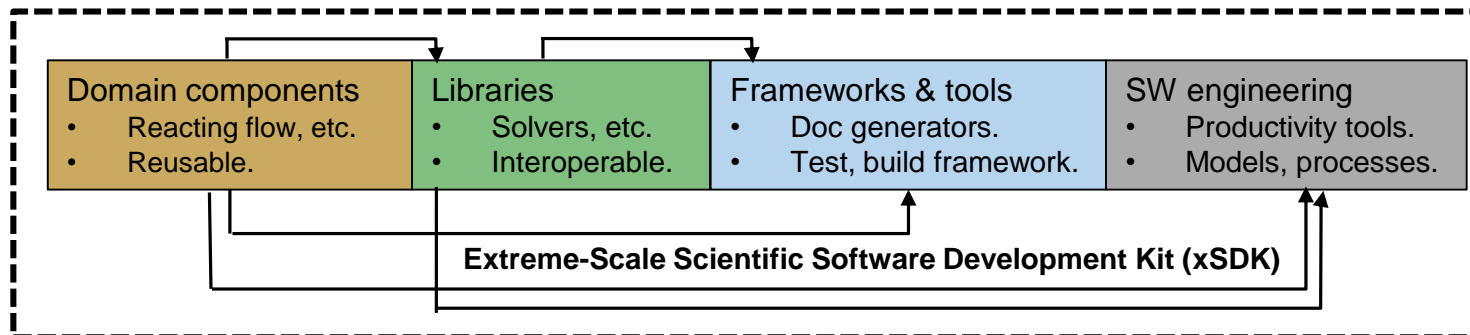 Domain components
• Reacting flow, etc.
• Reusable.
Libraries
• Solvers, etc.
• Interoperable.
Frameworks & tools
• Doc generators.
• Test, build framework.
SW engineering
• Productivity tools.
• Models, processes.
Extreme-Scale Scientific Software Development Kit (xSDK)